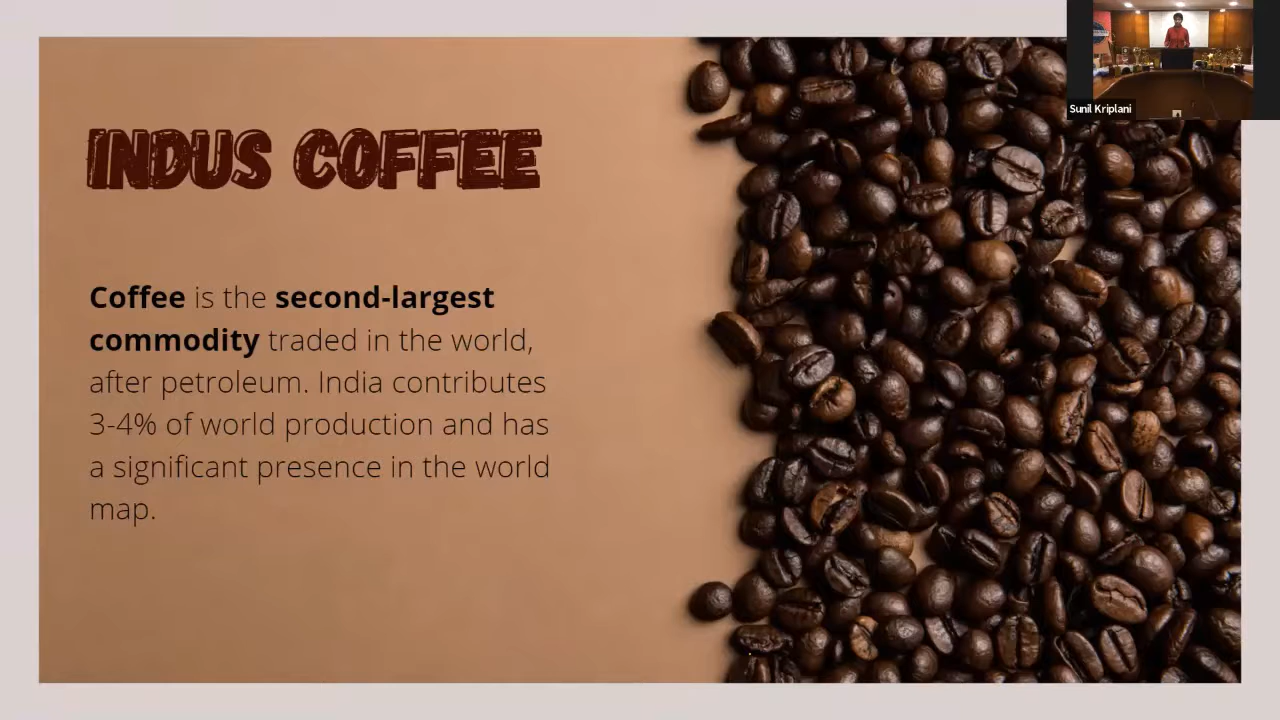 INDUS COFFEE
Coffee is the second-largest
commodity traded in the world,
after petroleum. India contributes
3-4% of world production and has
a significant presence in the world
map.
Sunil Kriplani